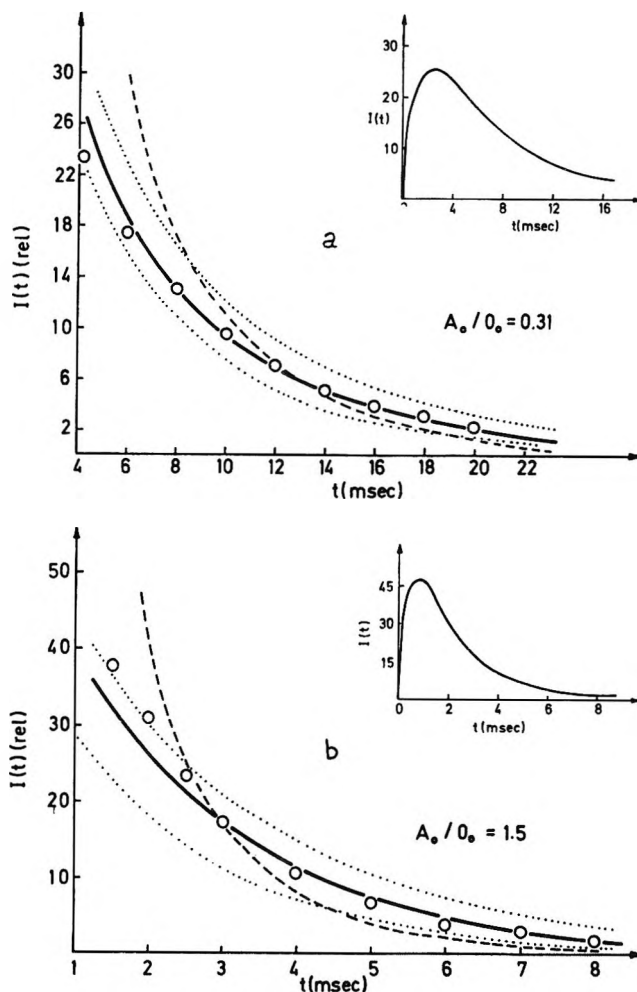 30
26
22
18
14
10
6
2
I(t) (rel)
4 6 8 10 12 14 16 18 20 22
t(msec)
a
A₀ / O₀ = 0.31
30
20
10
I(t)
0 4 8 12 16
t(msec)
50
40
30
20
10
I(t) (rel)
1 2 3 4 5 6 7 8
t(msec)
b
A₀ / O₀ = 1.5
45
30
15
I(t)
0 2 4 6 8
t(msec)